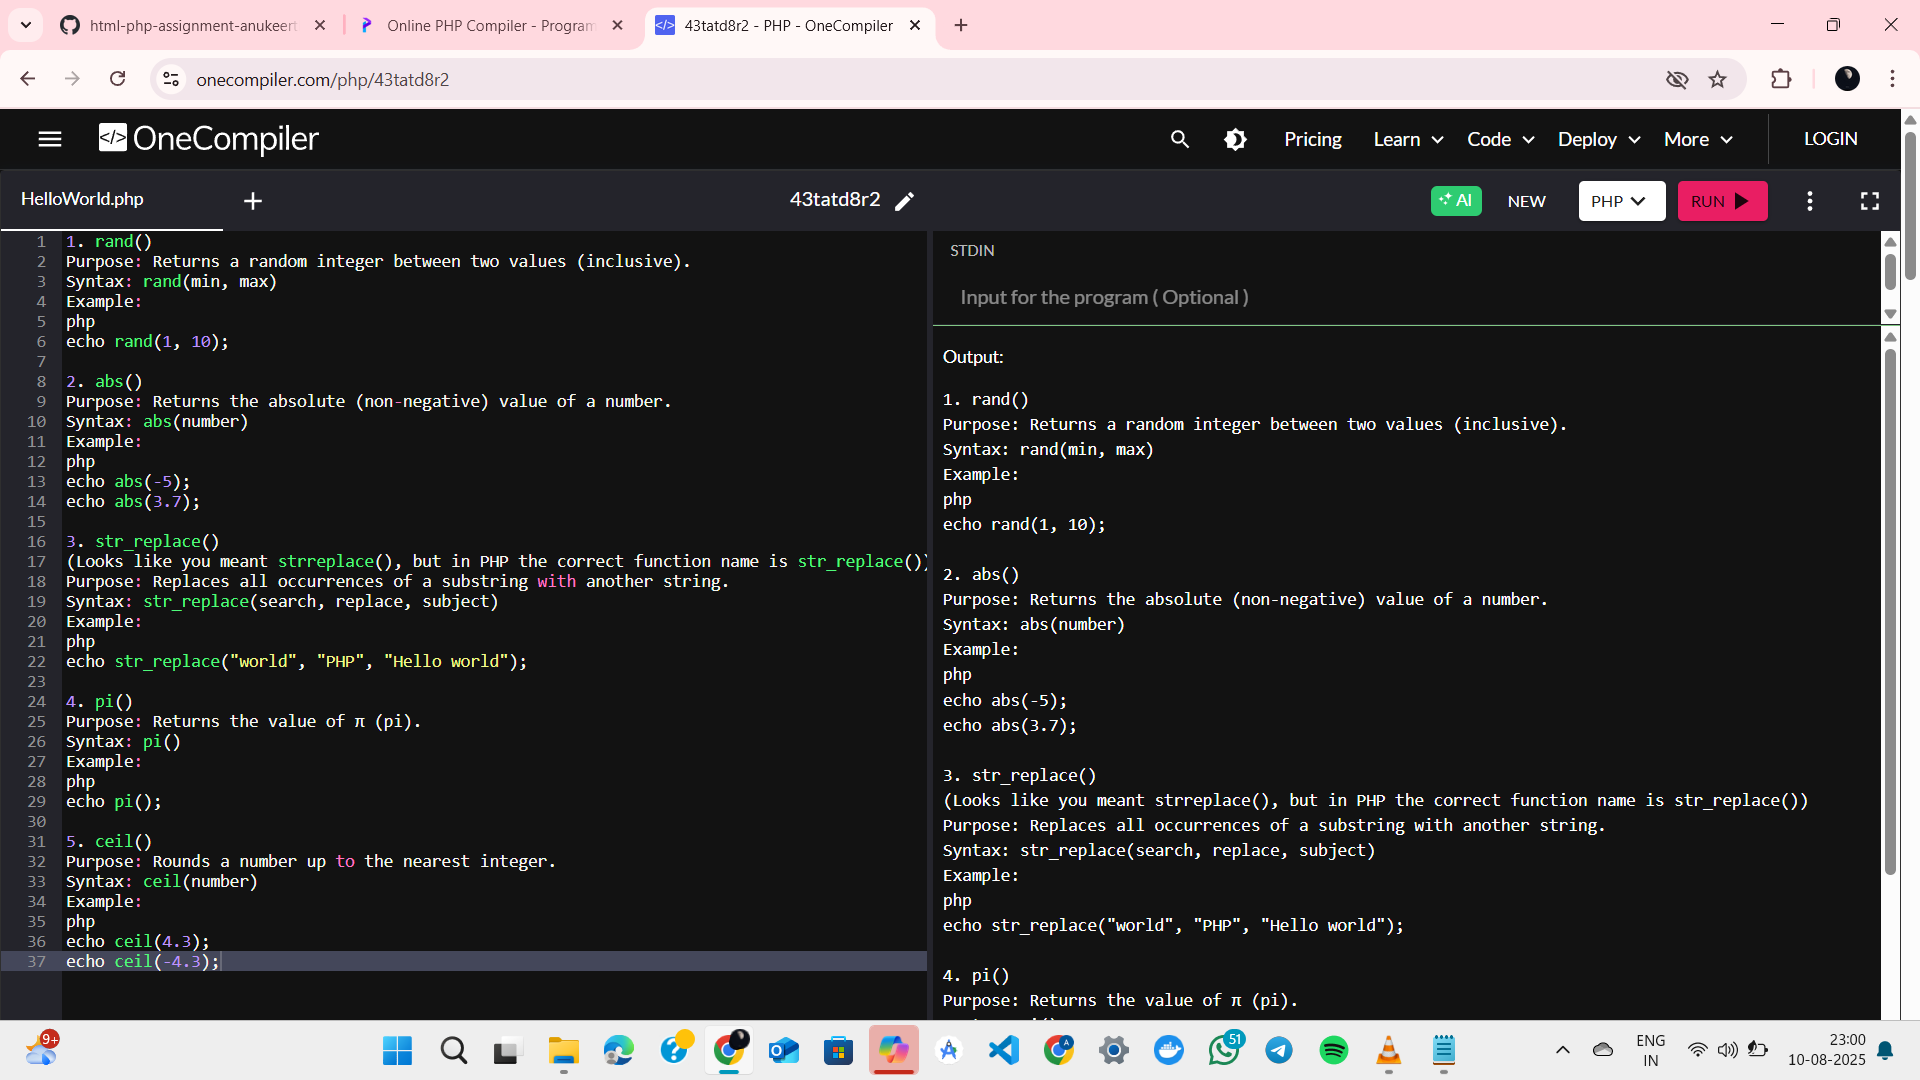 html-php-assignment-anukeert
Online PHP Compiler - Program
43tatd8r2 - PHP - OneCompiler
onecompiler.com/php/43tatd8r2
</> OneCompiler
Pricing
Learn
Code
Deploy
More
LOGIN
HelloWorld.php
43tatd8r2
AI
NEW
PHP
RUN
1 1. rand()
2 Purpose: Returns a random integer between two values (inclusive).
3 Syntax: rand(min, max)
4 Example:
5 php
6 echo rand(1, 10);
7
8 2. abs()
9 Purpose: Returns the absolute (non-negative) value of a number.
10 Syntax: abs(number)
11 Example:
12 php
13 echo abs(-5);
14 echo abs(3.7);
15
16 3. str_replace()
17 (Looks like you meant strreplace(), but in PHP the correct function name is str_replace())
18 Purpose: Replaces all occurrences of a substring with another string.
19 Syntax: str_replace(search, replace, subject)
20 Example:
21 php
22 echo str_replace("world", "PHP", "Hello world");
23
24 4. pi()
25 Purpose: Returns the value of π (pi).
26 Syntax: pi()
27 Example:
28 php
29 echo pi();
30
31 5. ceil()
32 Purpose: Rounds a number up to the nearest integer.
33 Syntax: ceil(number)
34 Example:
35 php
36 echo ceil(4.3);
37 echo ceil(-4.3);
STDIN
Input for the program ( Optional )
Output:
1. rand()
Purpose: Returns a random integer between two values (inclusive).
Syntax: rand(min, max)
Example:
php
echo rand(1, 10);
2. abs()
Purpose: Returns the absolute (non-negative) value of a number.
Syntax: abs(number)
Example:
php
echo abs(-5);
echo abs(3.7);
3. str_replace()
(Looks like you meant strreplace(), but in PHP the correct function name is str_replace())
Purpose: Replaces all occurrences of a substring with another string.
Syntax: str_replace(search, replace, subject)
Example:
php
echo str_replace("world", "PHP", "Hello world");
4. pi()
Purpose: Returns the value of π (pi).
9+
51
ENG
IN
23:00
10-08-2025